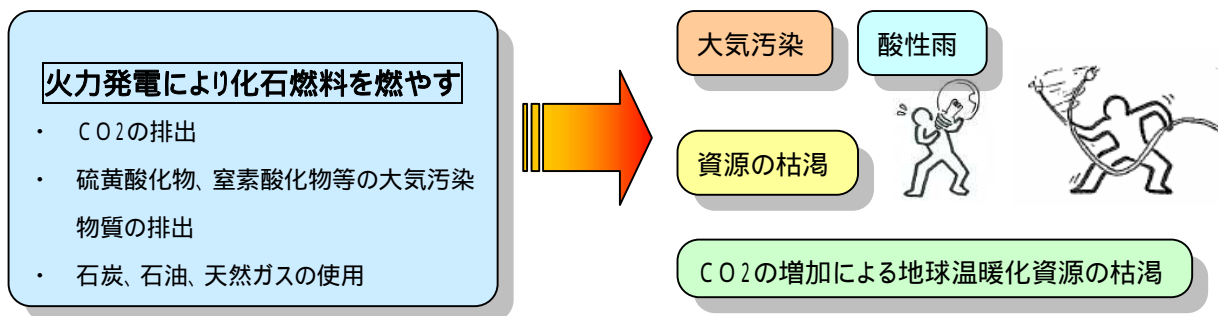 火力発電により化石燃料を燃やす
・ CO2の排出
・ 硫黄酸化物、窒素酸化物等の大気汚染
物質の排出
・ 石炭、石油、天然ガスの使用
大気汚染
酸性雨
資源の枯渇
CO2の増加による地球温暖化資源の枯渇